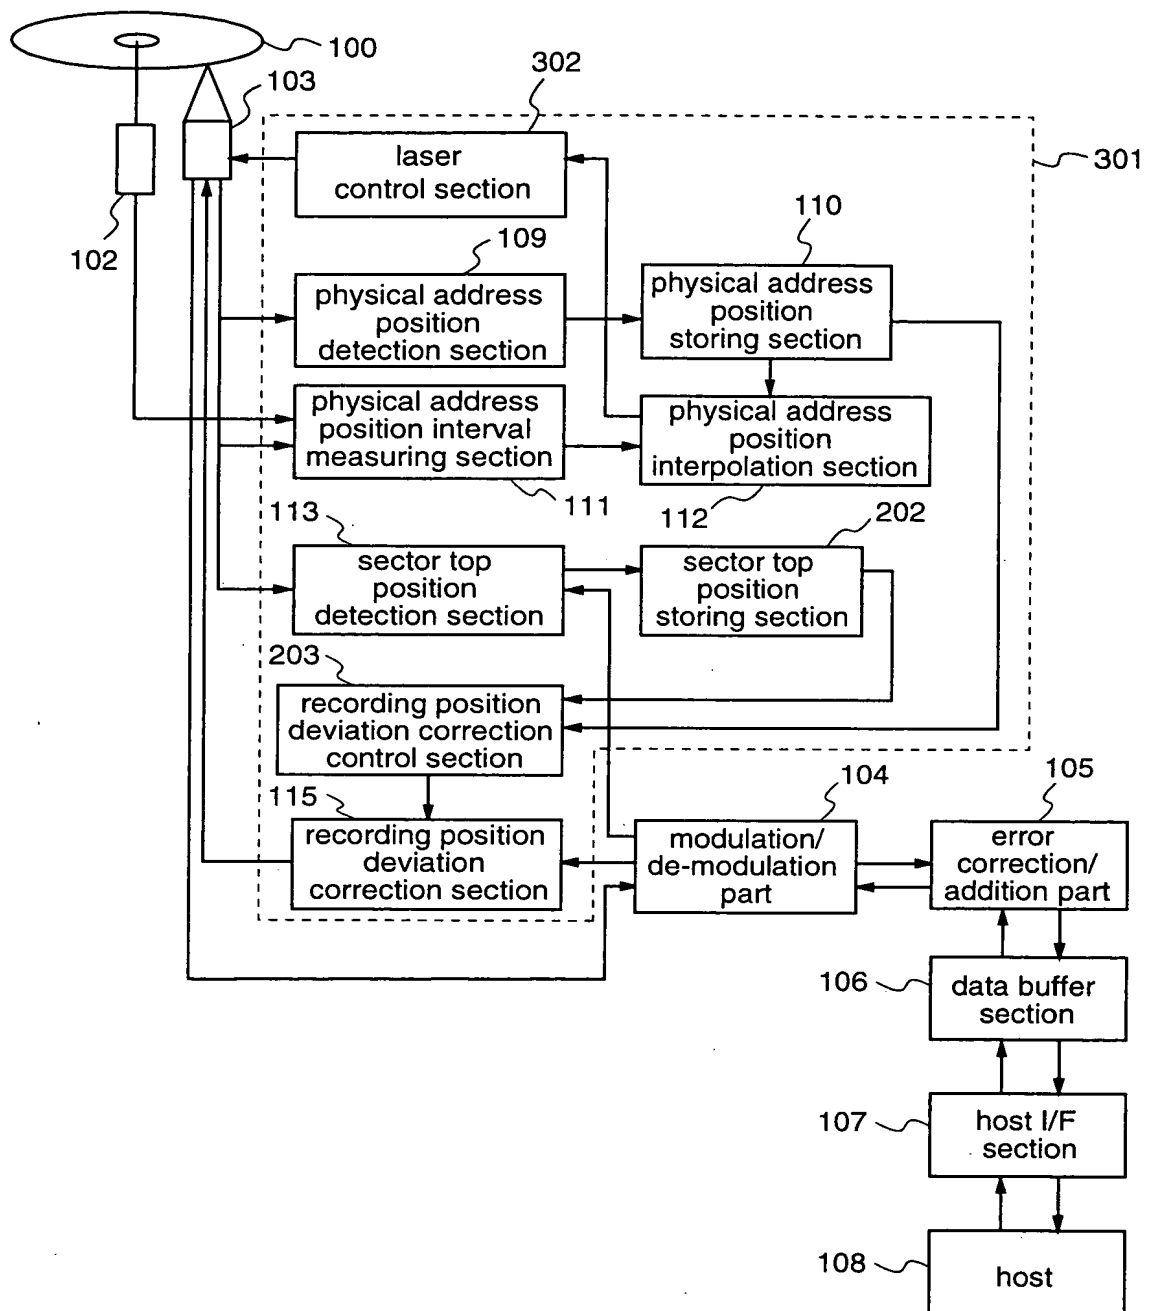 100
103
302
laser
control section
301
102
110
109
physical address
position
detection section
physical address
position
storing section
physical address
position interval
measuring section
physical address
position
interpolation section
111
112
113
202
sector top
position
detection section
sector top
position
storing section
203
recording position
deviation correction
control section
104
105
115
recording position
deviation
correction section
modulation/
de-modulation
part
error
correction/
addition part
106
data buffer
section
107
host I/F
section
108
host